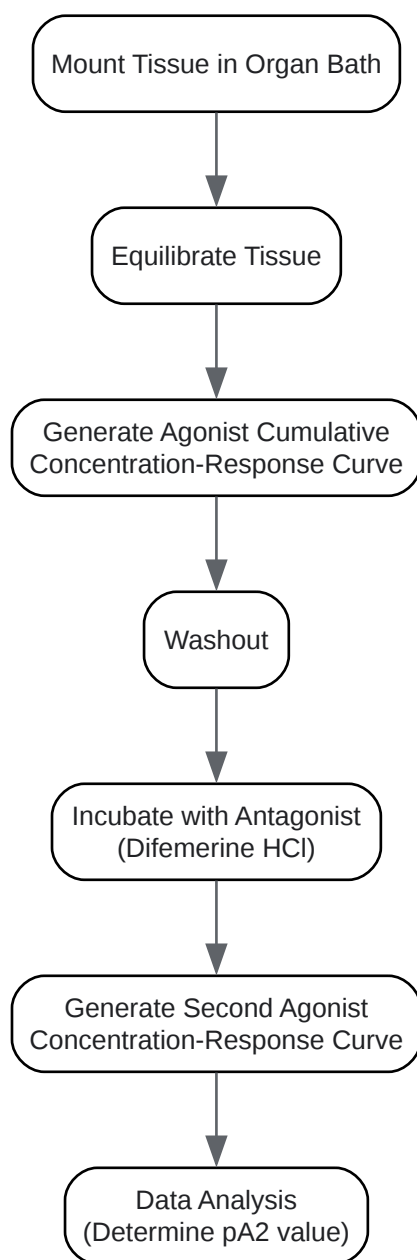 Mount Tissue in Organ Bath
Equilibrate Tissue
Generate Agonist Cumulative
Concentration-Response Curve
Washout
Incubate with Antagonist
(Difemerine HCl)
Generate Second Agonist
Concentration-Response Curve
Data Analysis
(Determine pA2 value)